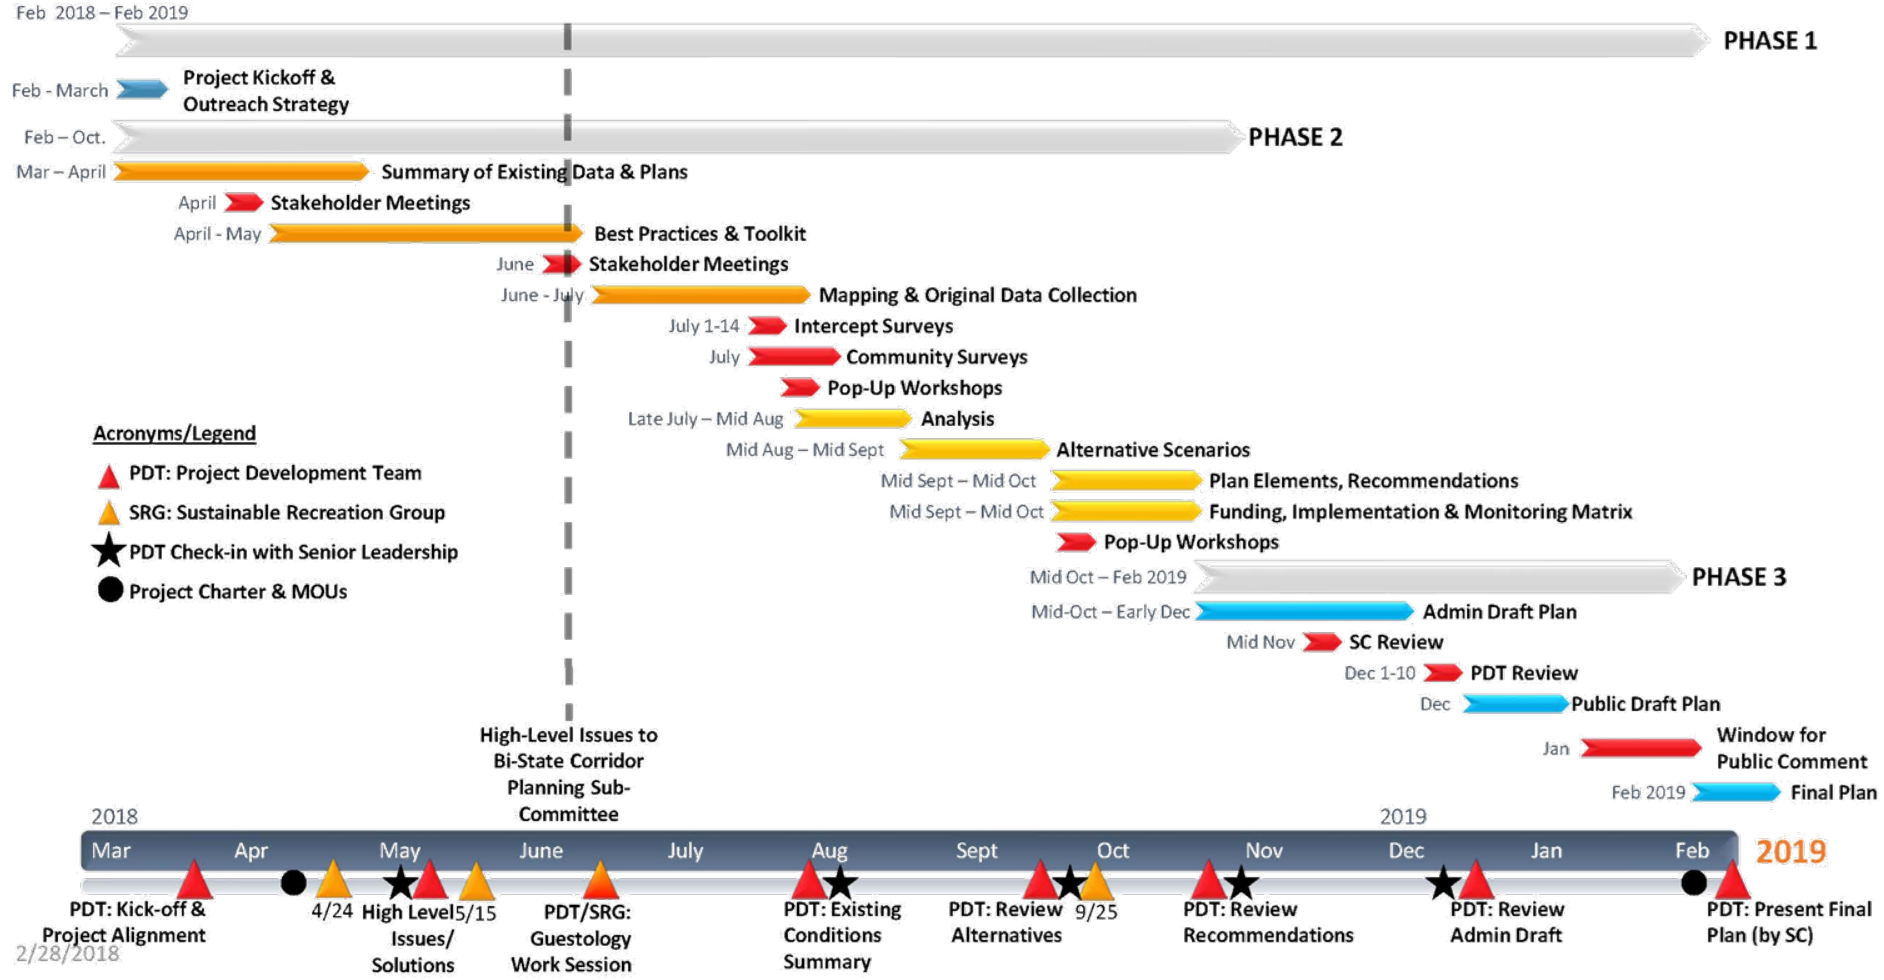 Feb  2018 – Feb 2019
PHASE 1
Feb - March
Project Kickoff &
Outreach Strategy
Feb – Oct.
PHASE 2
Mar – April
Summary of Existing Data & Plans
April
Stakeholder Meetings
April - May
Best Practices & Toolkit
June
Stakeholder Meetings
June - July
Mapping & Original Data Collection
July 1-14
Intercept Surveys
July
Community Surveys
Pop-Up Workshops
Late July – Mid Aug
Analysis
Mid Aug – Mid Sept
Alternative Scenarios
Mid Sept – Mid Oct
Plan Elements, Recommendations
Mid Sept – Mid Oct
Funding, Implementation & Monitoring Matrix
Pop-Up Workshops
Mid Oct – Feb 2019
PHASE 3
Mid-Oct – Early Dec
Admin Draft Plan
Mid Nov
SC Review
Dec 1-10
PDT Review
Dec
Public Draft Plan
Jan
Window for
Public Comment
Feb 2019
Final Plan
Acronyms/Legend
PDT: Project Development Team
SRG: Sustainable Recreation Group
PDT Check-in with Senior Leadership
Project Charter & MOUs
High-Level Issues to
Bi-State Corridor
Planning Sub-
Committee
2018
2019
Mar Apr May June July Aug Sept Oct Nov Dec Jan Feb
2019
PDT: Kick-off &
Project Alignment
4/24
High Level
Issues/
Solutions
5/15
PDT/SRG:
Guestology
Work Session
PDT: Existing
Conditions
Summary
PDT: Review
Alternatives
9/25
PDT: Review
Recommendations
PDT: Review
Admin Draft
PDT: Present Final
Plan (by SC)
2/28/2018